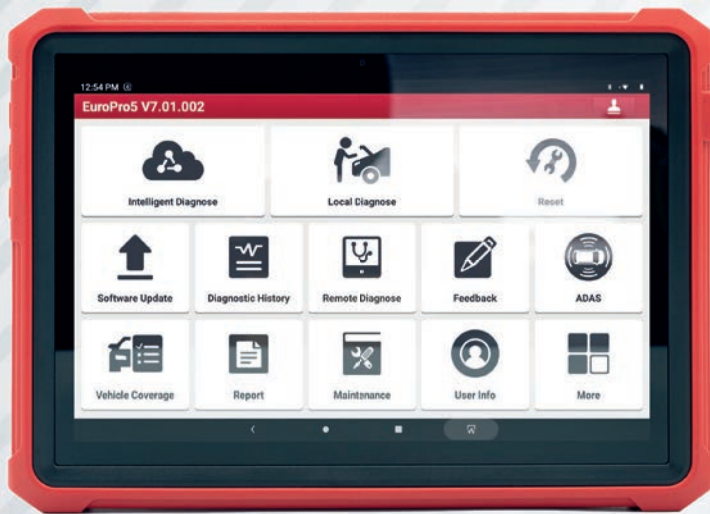 12:54 PM
EuroPro5 V7.01.002
Intelligent Diagnose
Local Diagnose
Reset
Software Update
Diagnostic History
Remote Diagnose
Feedback
ADAS
Vehicle Coverage
Report
Maintenance
User Info
More